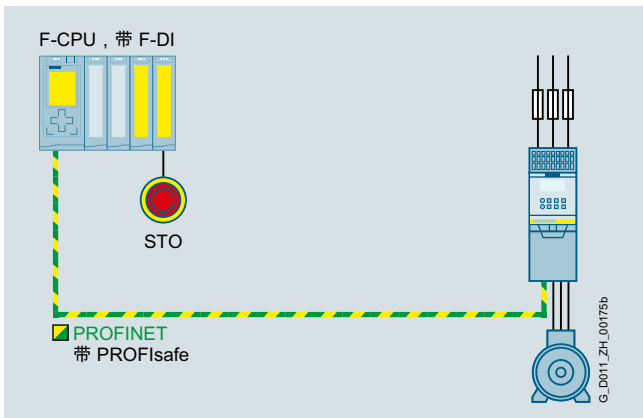 F-CPU，带 F-DI
STO
PROFINET
带 PROFIsafe
G_D011_ZH_00175b